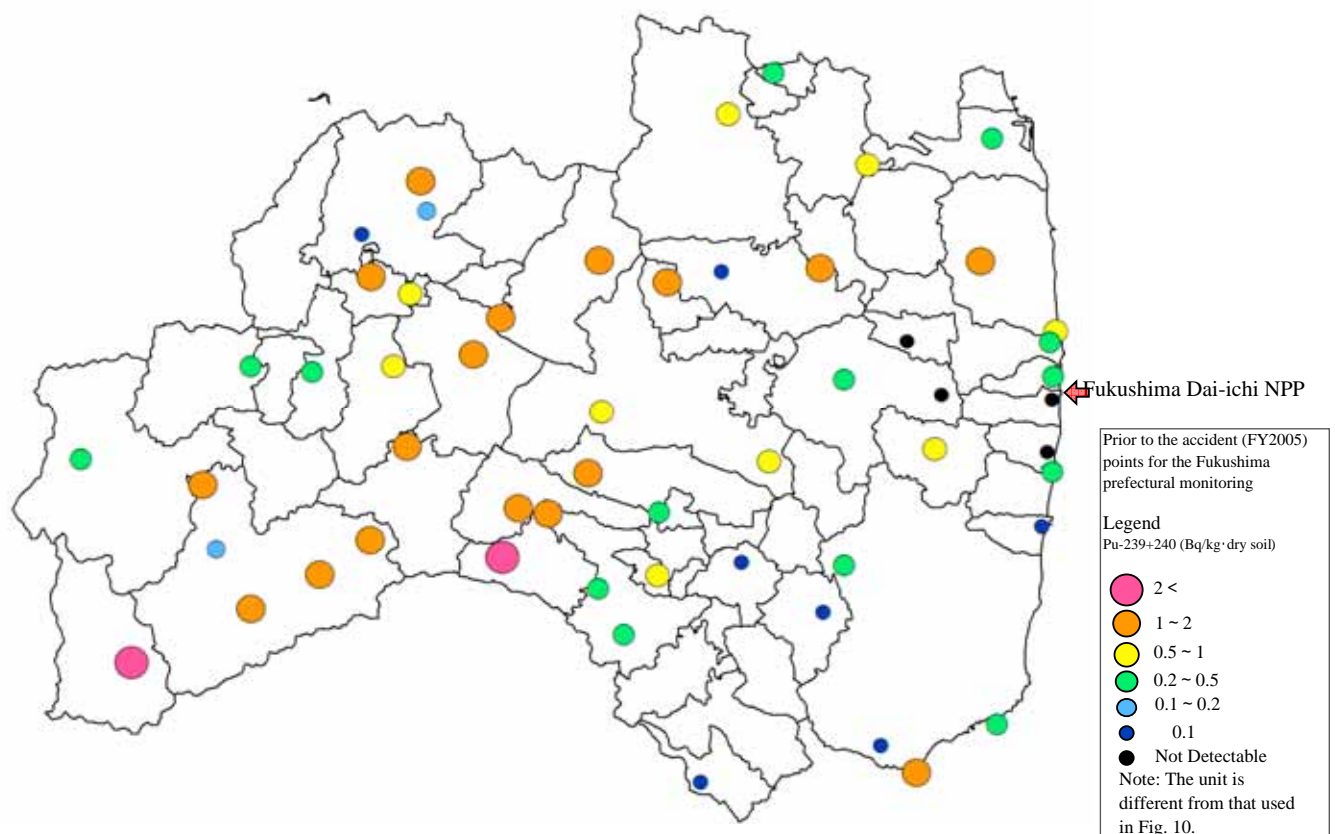 Fukushima Dai-ichi NPP
Prior to the accident (FY2005)
points for the Fukushima
prefectural monitoring
Legend
Pu-239+240 (Bq/kg·dry soil)
2 <
1 ~ 2
0.5 ~ 1
0.2 ~ 0.5
0.1 ~ 0.2
0.1
Not Detectable
Note: The unit is
different from that used
in Fig. 10.